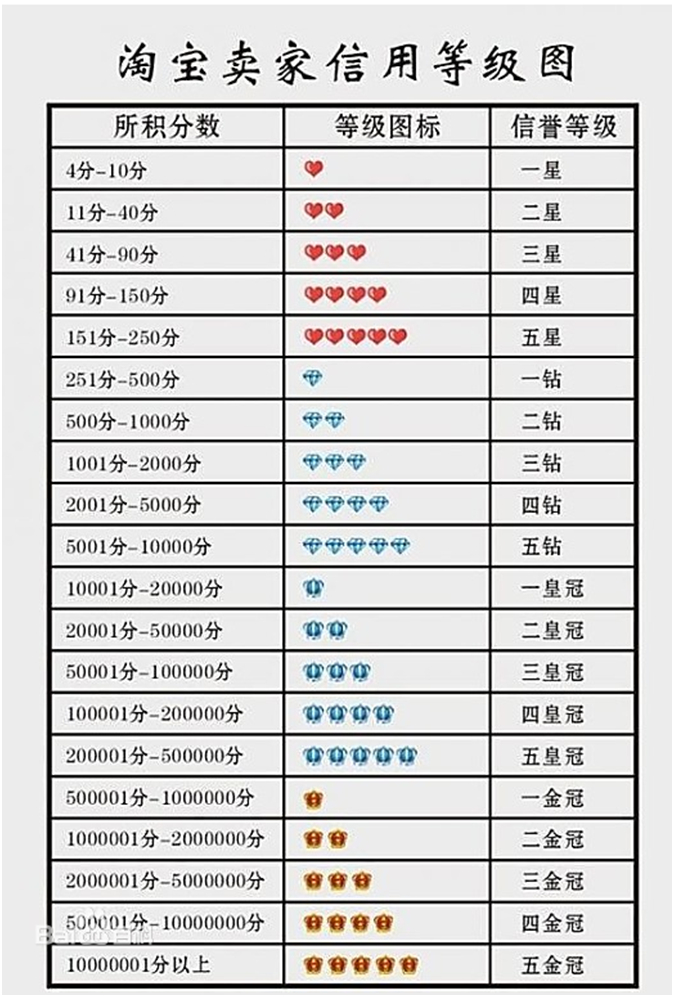 淘宝卖家信用等级图
所积分数 等级图标 信誉等级
4分-10分 一星
11分-40分 二星
41分-90分 三星
91分-150分 四星
151分-250分 五星
251分-500分 一钻
500分-1000分 二钻
1001分-2000分 三钻
2001分-5000分 四钻
5001分-10000分 五钻
10001分-20000分 一皇冠
20001分-50000分 二皇冠
50001分-100000分 三皇冠
100001分-200000分 四皇冠
200001分-500000分 五皇冠
500001分-1000000分 一金冠
1000001分-2000000分 二金冠
2000001分-5000000分 三金冠
500001分-10000000分 四金冠
Bai 百科
10000001分以上 五金冠